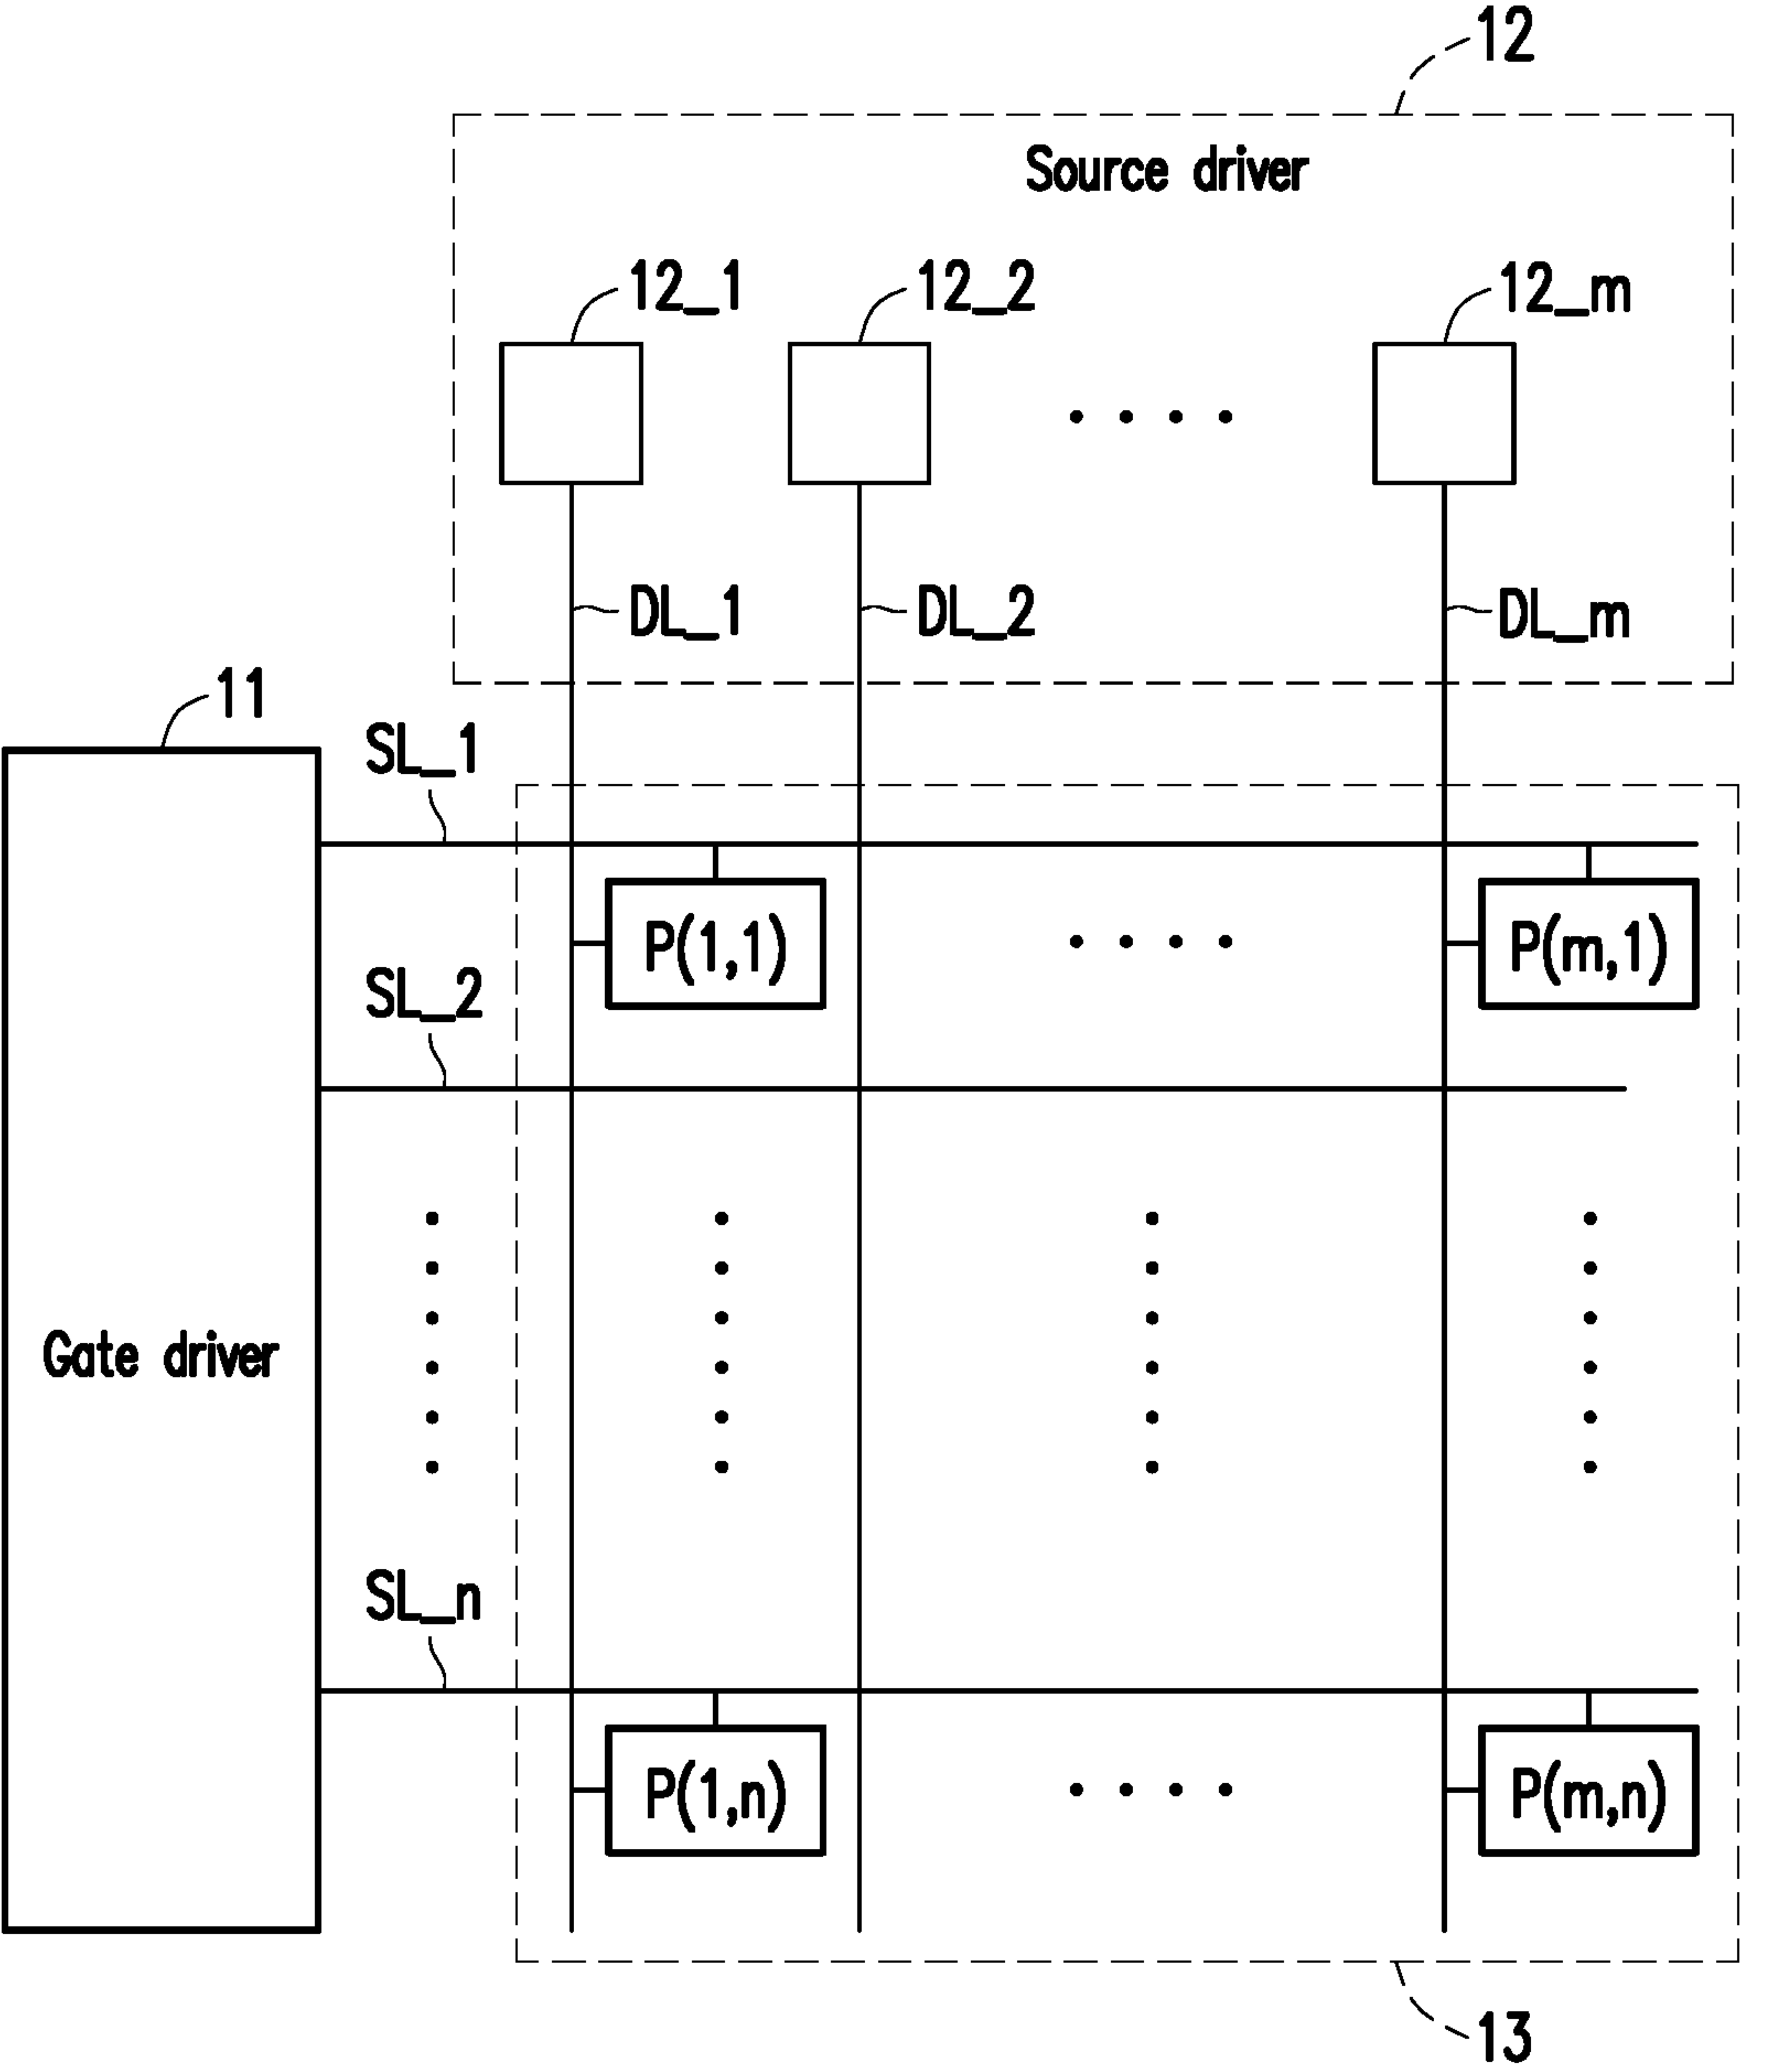 12
Source driver
12_1
12_2
12_m
DL_1
DL_2
DL_m
11
SL_1
P(1,1)
P(m,1)
SL_2
Gate driver
SL_n
P(1,n)
P(m,n)
13